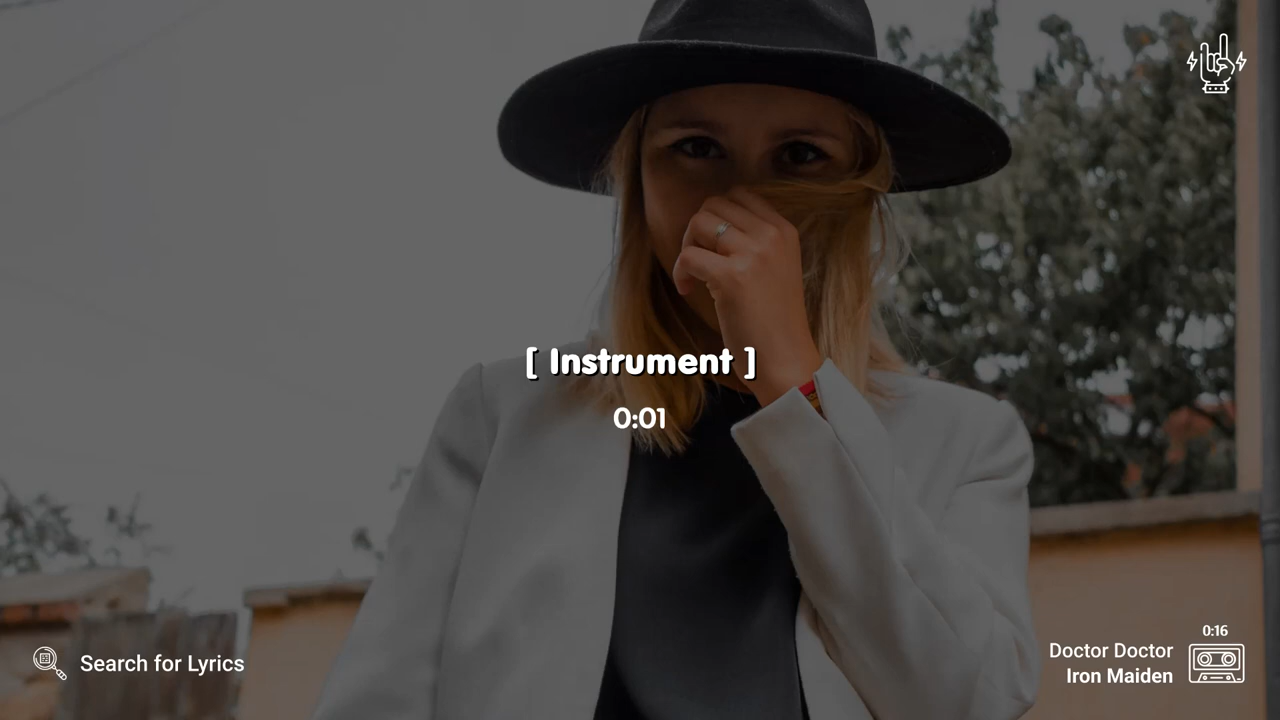 [ Instrument ]
0:01
Search for Lyrics
0:16
Doctor Doctor
Iron Maiden